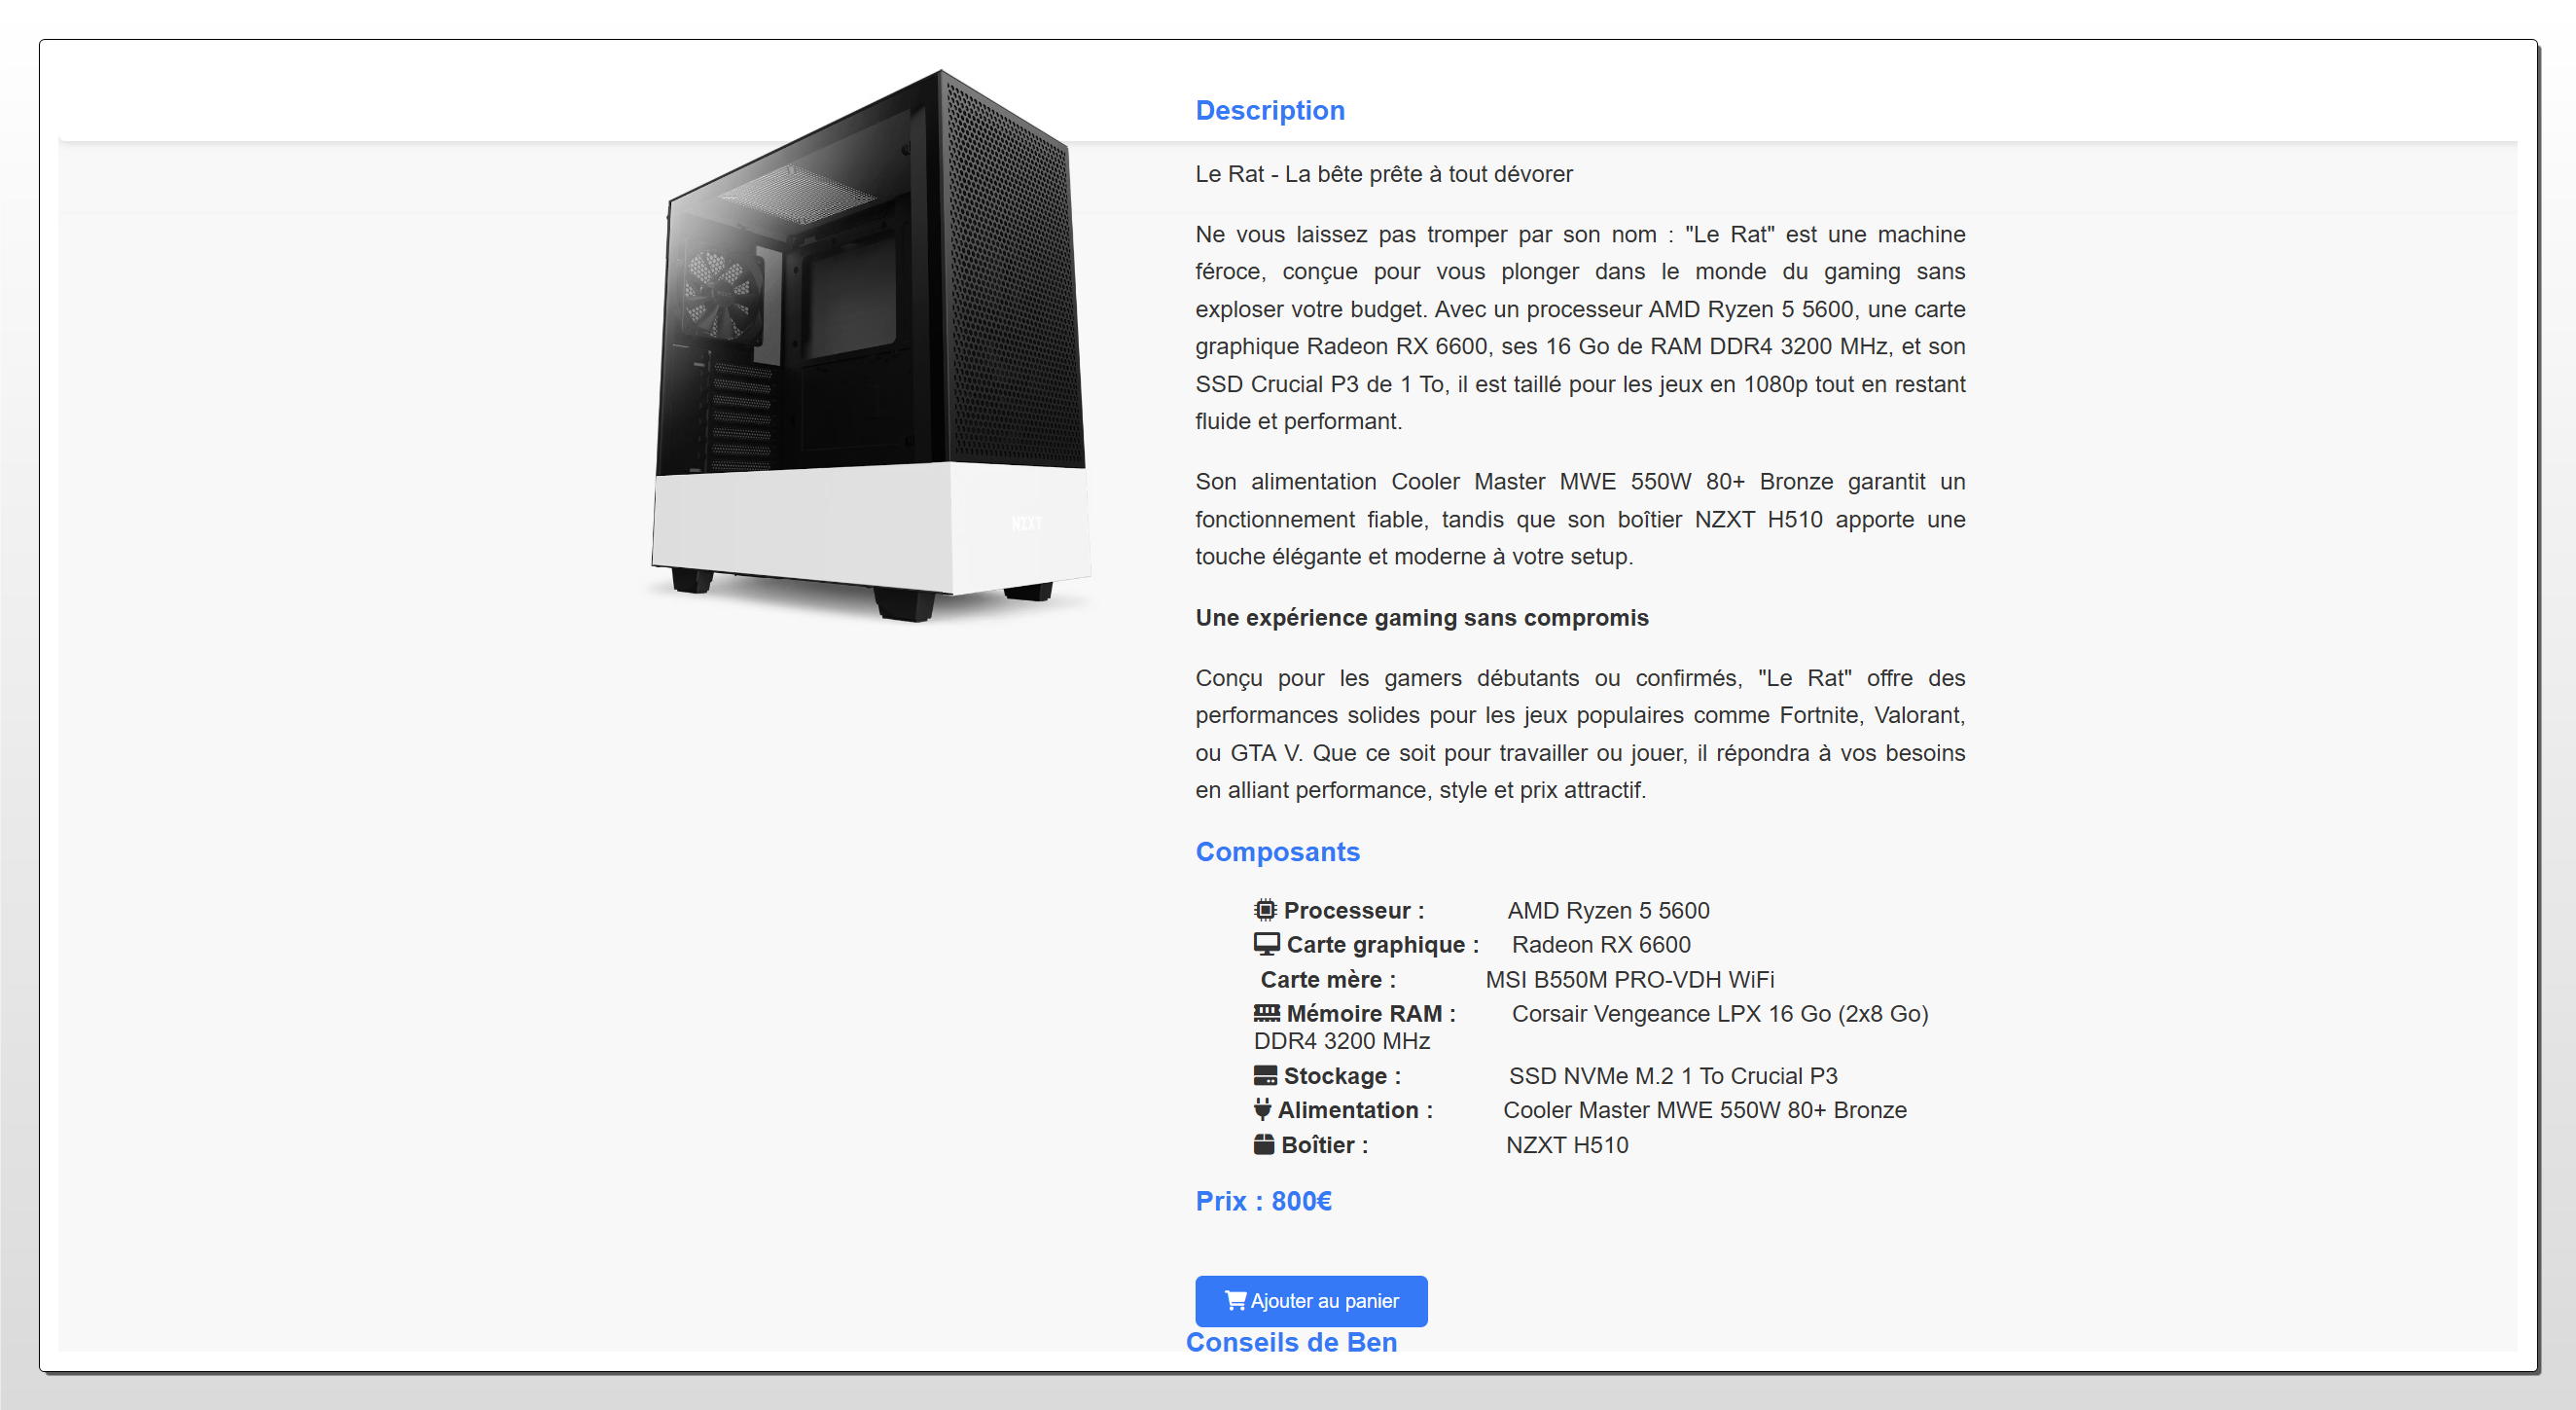 NZXT
Description
Le Rat - La bête prête à tout dévorer
Ne vous laissez pas tromper par son nom : "Le Rat" est une machine
féroce, conçue pour vous plonger dans le monde du gaming sans
exploser votre budget. Avec un processeur AMD Ryzen 5 5600, une carte
graphique Radeon RX 6600, ses 16 Go de RAM DDR4 3200 MHz, et son
SSD Crucial P3 de 1 To, il est taillé pour les jeux en 1080p tout en restant
fluide et performant.
Son alimentation Cooler Master MWE 550W 80+ Bronze garantit un
fonctionnement fiable, tandis que son boîtier NZXT H510 apporte une
touche élégante et moderne à votre setup.
Une expérience gaming sans compromis
Conçu pour les gamers débutants ou confirmés, "Le Rat" offre des
performances solides pour les jeux populaires comme Fortnite, Valorant,
ou GTA V. Que ce soit pour travailler ou jouer, il répondra à vos besoins
en alliant performance, style et prix attractif.
Composants
Processeur : AMD Ryzen 5 5600
Carte graphique : Radeon RX 6600
Carte mère : MSI B550M PRO-VDH WiFi
Mémoire RAM : Corsair Vengeance LPX 16 Go (2x8 Go)
DDR4 3200 MHz
Stockage : SSD NVMe M.2 1 To Crucial P3
Alimentation : Cooler Master MWE 550W 80+ Bronze
Boîtier : NZXT H510
Prix : 800€
Ajouter au panier
Conseils de Ben